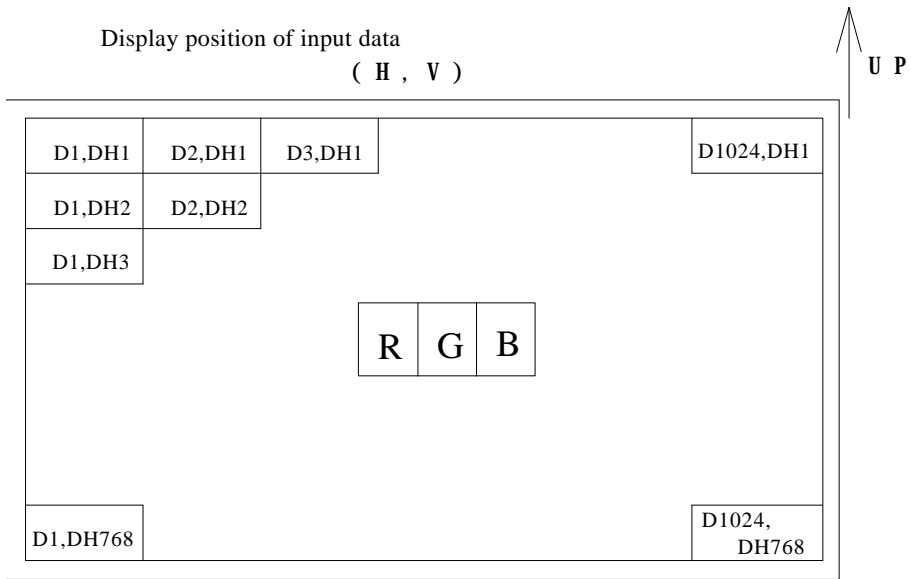 Display position of input data
( H , V )
U P
D1,DH1 D2,DH1 D3,DH1 D1024,DH1
D1,DH2 D2,DH2
D1,DH3
R G B
D1,DH768
D1024,
DH768